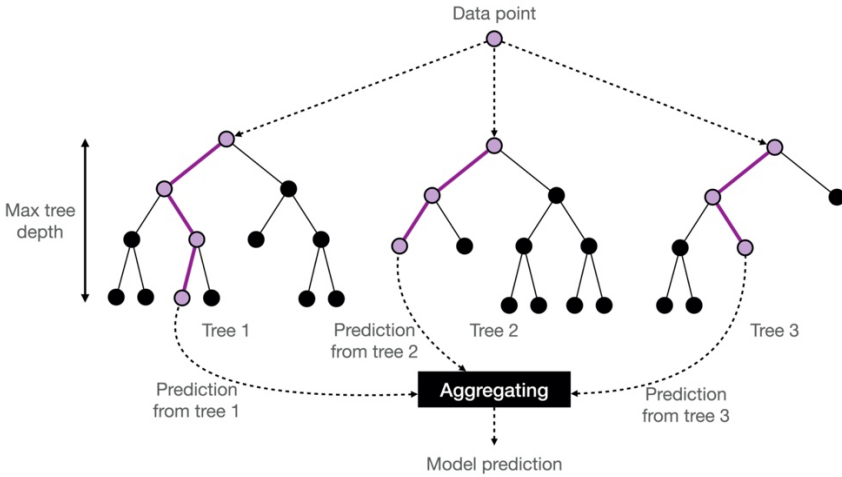 Data point
Max tree
depth
Tree 1
Prediction
from tree 2
Tree 2
Tree 3
Prediction
from tree 1
Aggregating
Prediction
from tree 3
Model prediction